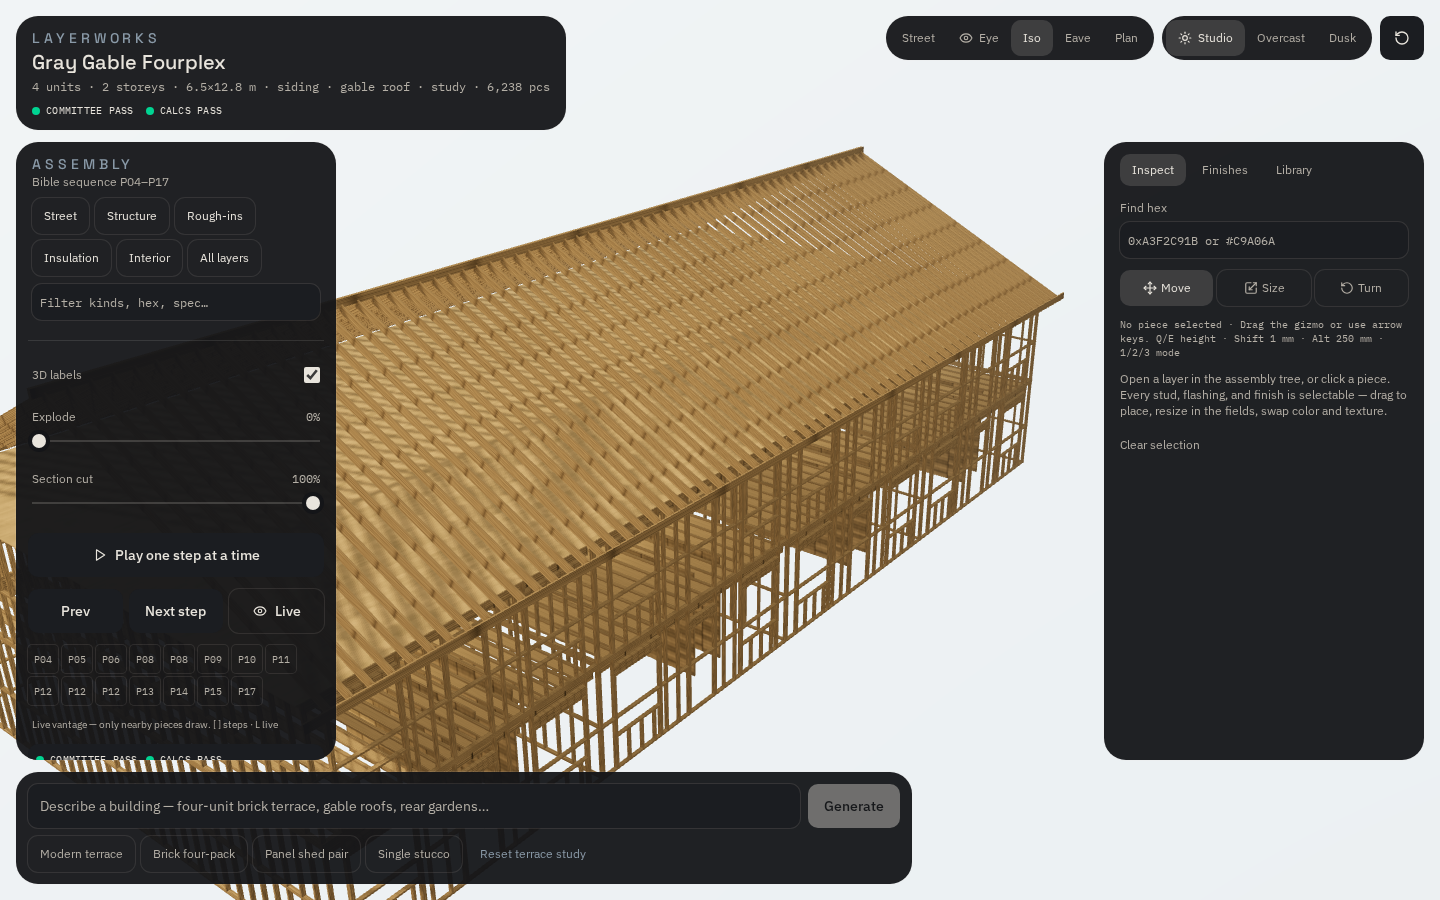 LAYERWORKS
Gray Gable Fourplex
4 units · 2 storeys · 6.5×12.8 m · siding · gable roof · study · 6,238 pcs
COMMITTEE PASS CALCS PASS
Street Eye Iso Eave Plan
Studio Overcast Dusk
ASSEMBLY
Bible sequence P04–P17
Street Structure Rough-ins
Insulation Interior All layers
Filter kinds, hex, spec…
3D labels
Explode 0%
Section cut 100%
Play one step at a time
Prev Next step Live
P04 P05 P06 P08 P08 P09 P10 P11
P12 P12 P12 P13 P14 P15 P17
Live vantage — only nearby pieces draw. [ ] steps · L live
COMMITTEE PASS CALCS PASS
Inspect Finishes Library
Find hex
0xA3F2C91B or #C9A06A
Move Size Turn
No piece selected · Drag the gizmo or use arrow
keys. Q/E height · Shift 1 mm · Alt 250 mm ·
1/2/3 mode
Open a layer in the assembly tree, or click a piece.
Every stud, flashing, and finish is selectable — drag to
place, resize in the fields, swap color and texture.
Clear selection
Describe a building — four-unit brick terrace, gable roofs, rear gardens…
Generate
Modern terrace Brick four-pack Panel shed pair Single stucco Reset terrace study